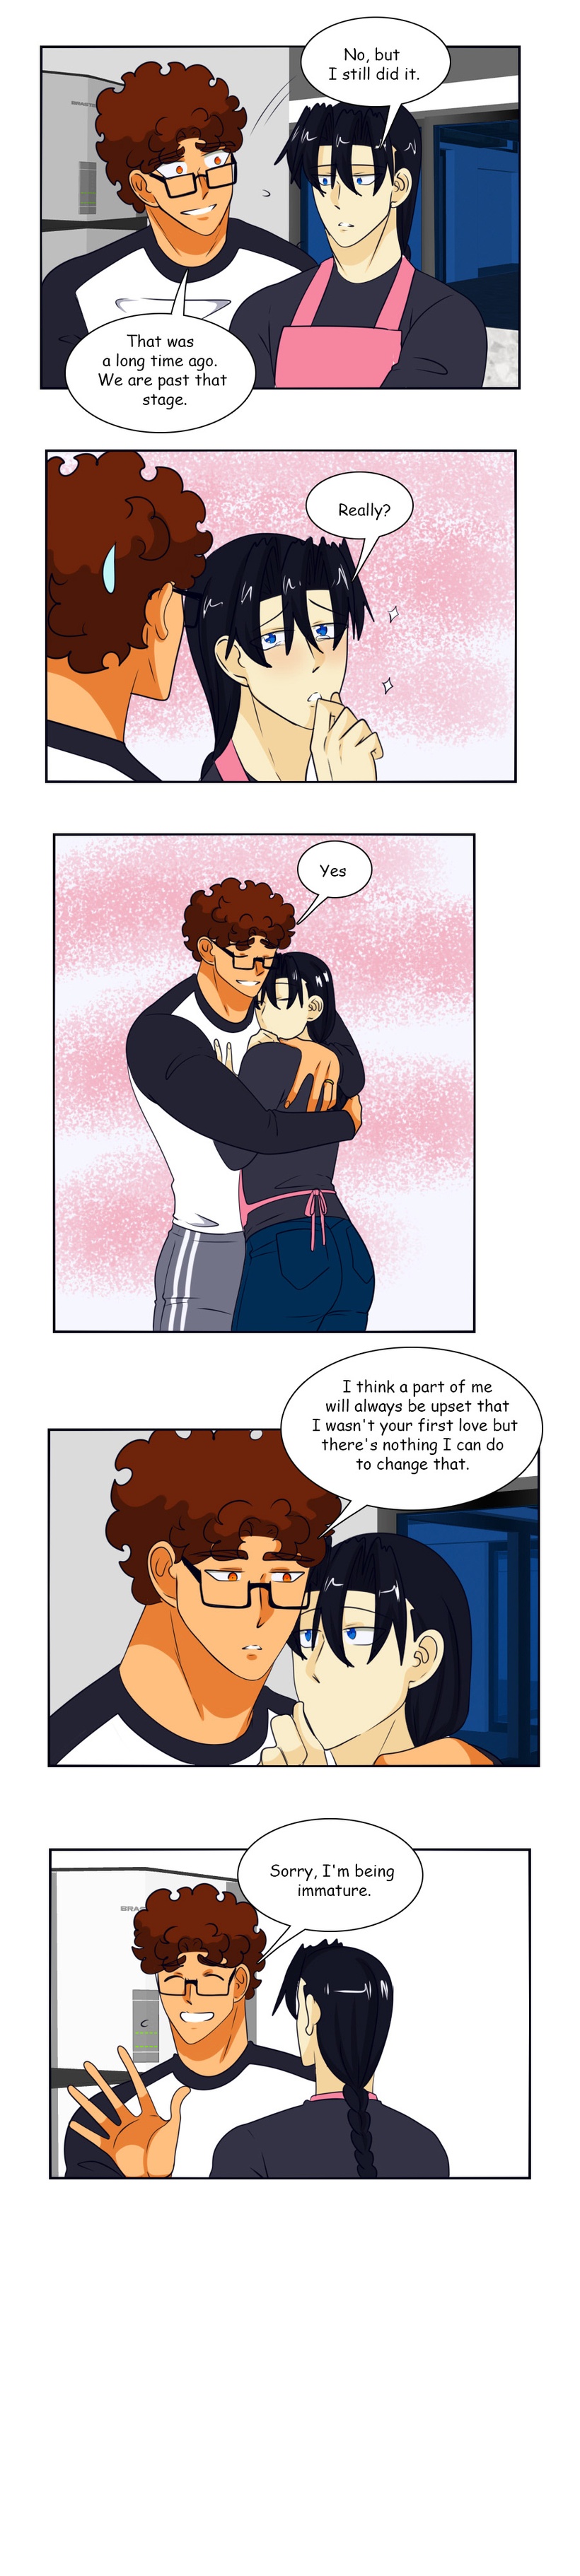 No, but
I still did it.
That was
a long time ago.
We are past that
stage.
Really?
Yes
I think a part of me
will always be upset that
I wasn't your first love but
there's nothing I can do
to change that.
Sorry, I'm being
immature.